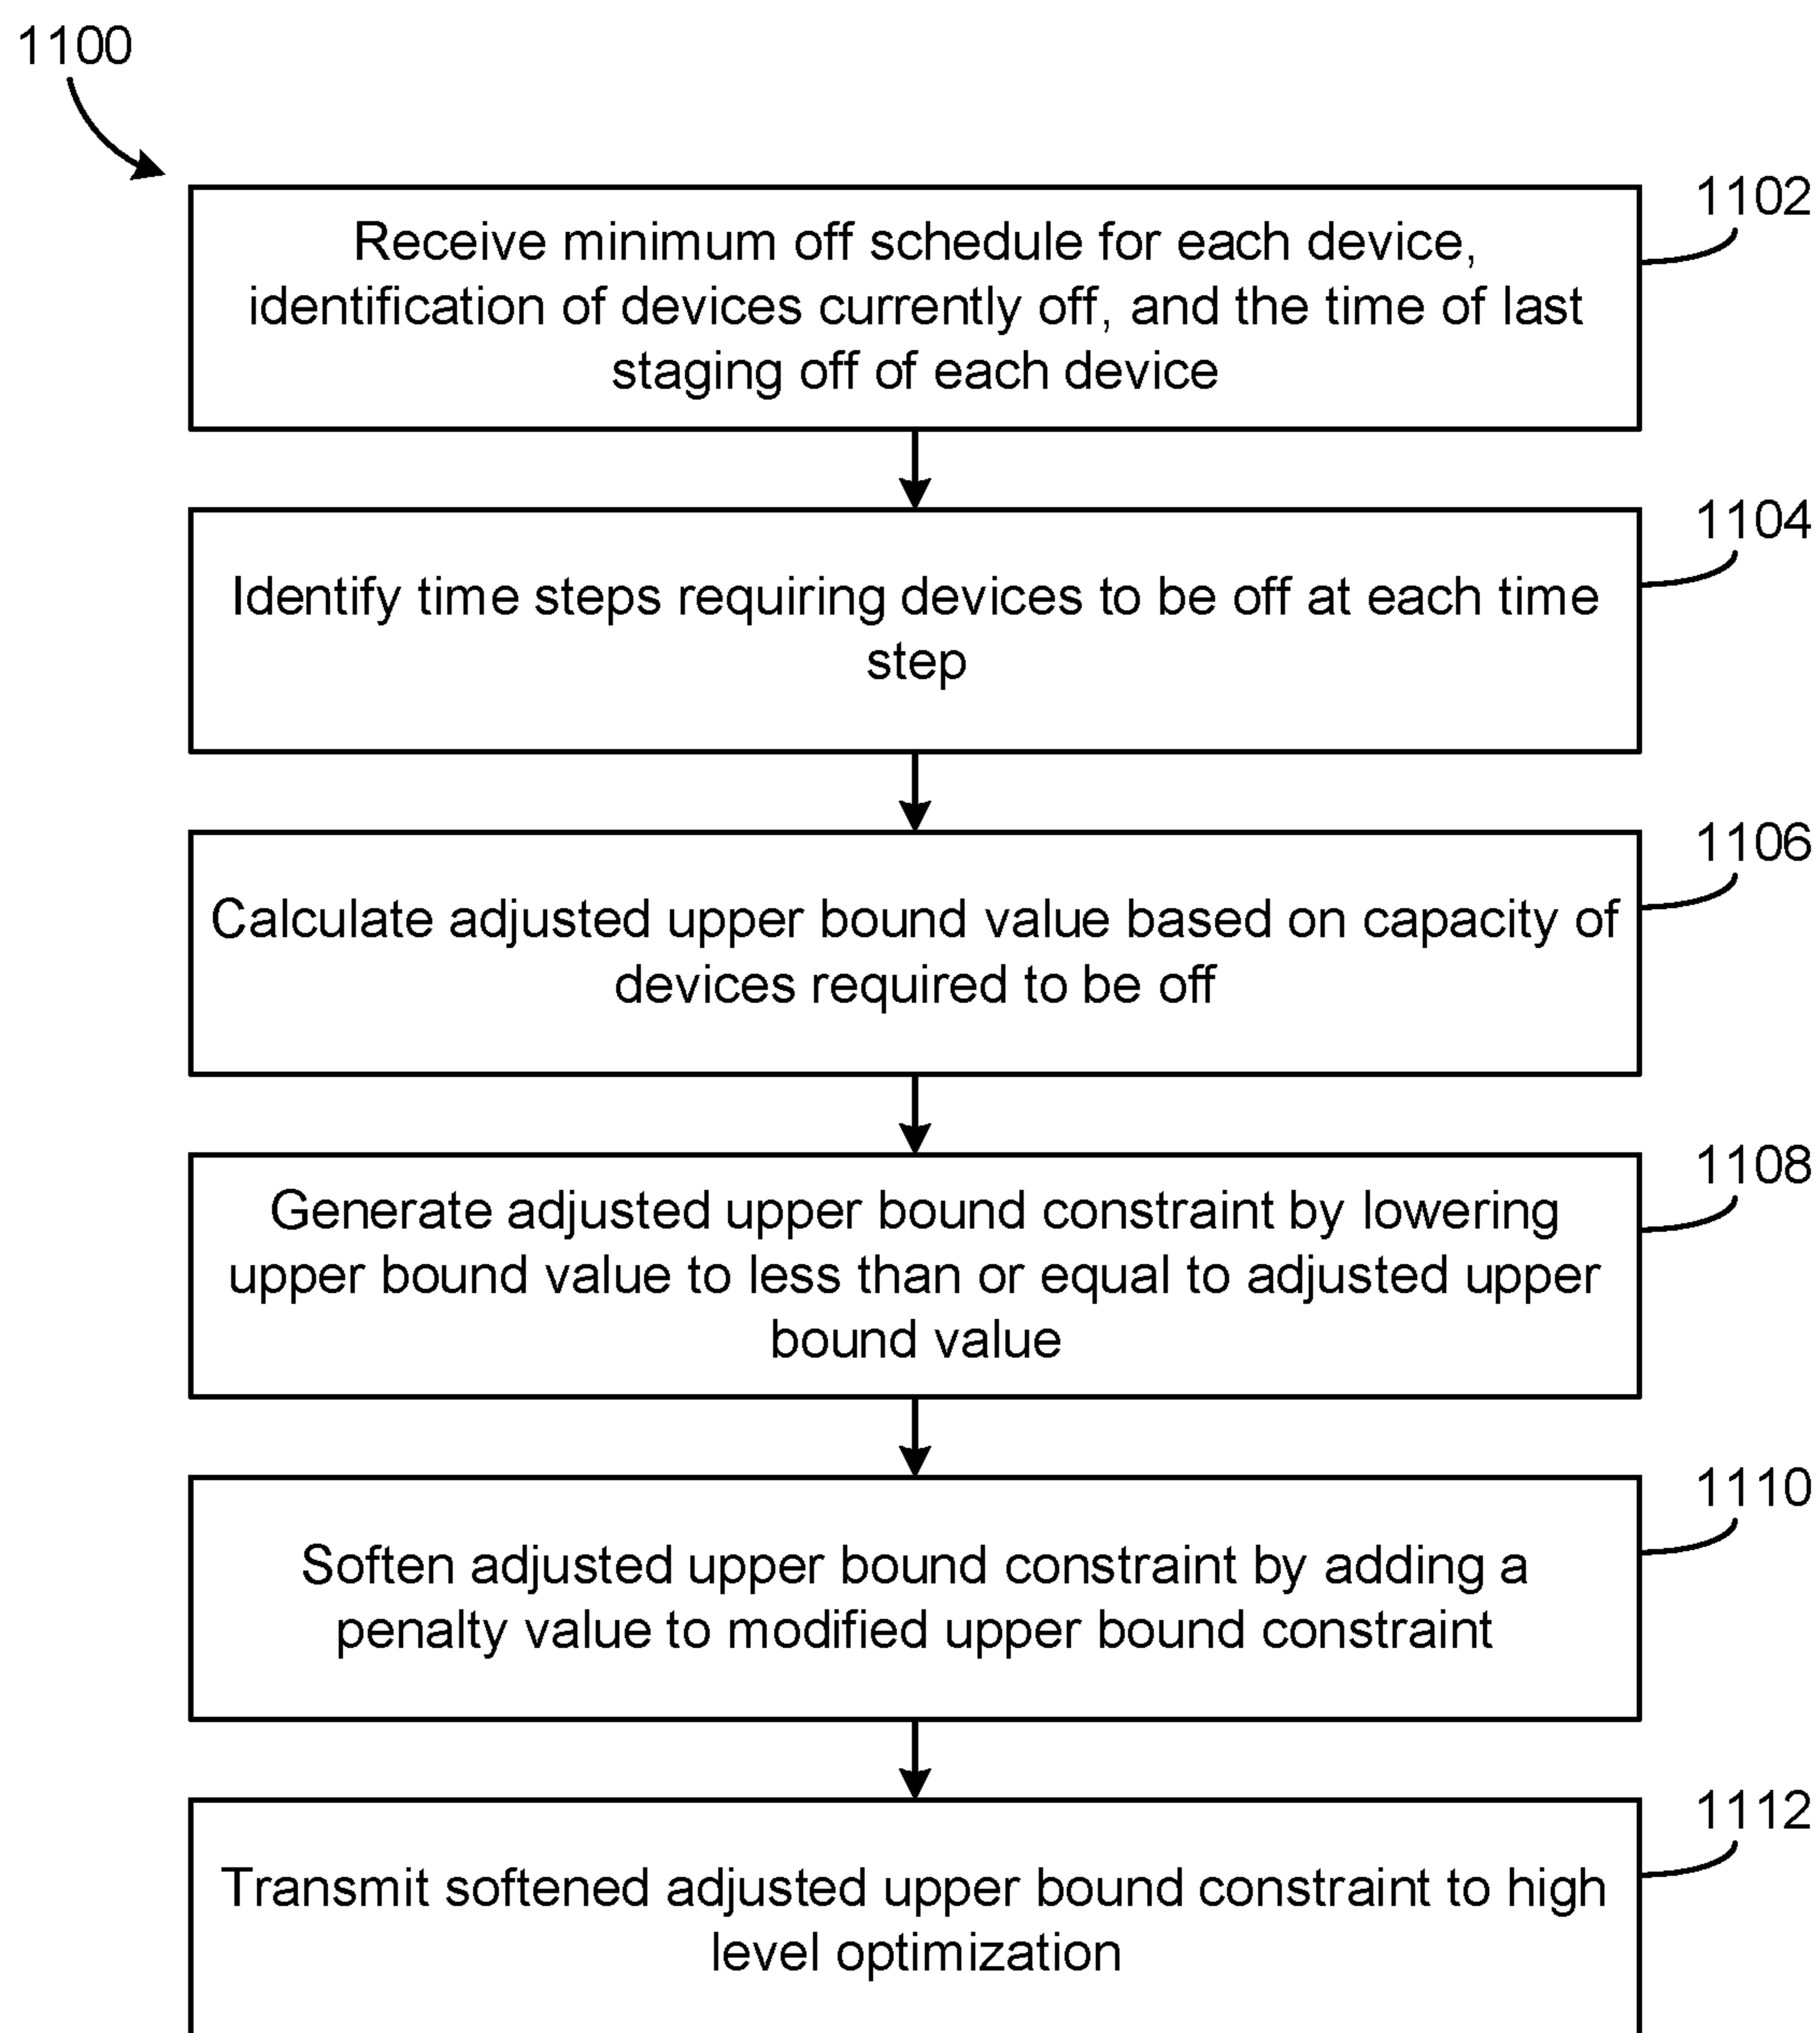 1100
1102
Receive minimum off schedule for each device,
identification of devices currently off, and the time of last
staging off of each device
1104
Identify time steps requiring devices to be off at each time
step
1106
Calculate adjusted upper bound value based on capacity of
devices required to be off
1108
Generate adjusted upper bound constraint by lowering
upper bound value to less than or equal to adjusted upper
bound value
1110
Soften adjusted upper bound constraint by adding a
penalty value to modified upper bound constraint
1112
Transmit softened adjusted upper bound constraint to high
level optimization